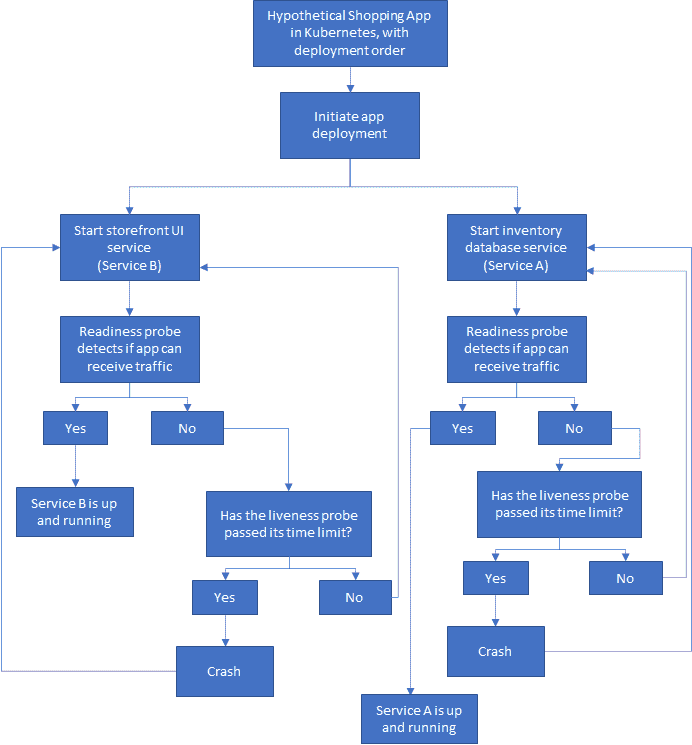 Hypothetical Shopping App
in Kubernetes, with
deployment order
Initiate app
deployment
Start storefront UI
service
(Service B)
Start inventory
database service
(Service A)
Readiness probe
detects if app can
receive traffic
Readiness probe
detects if app can
receive traffic
Yes
No
Yes
No
Service B is up
and running
Has the liveness probe
passed its time limit?
Has the liveness probe
passed its time limit?
Yes
No
Yes
No
Crash
Crash
Service A is up
and running